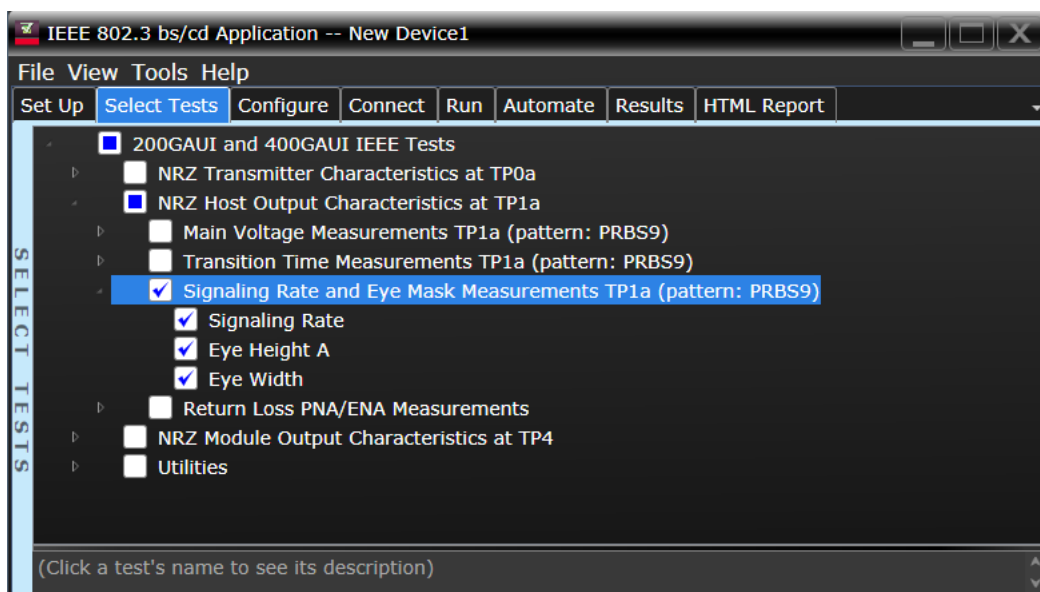 IEEE 802.3 bs/cd Application -- New Device1
File View Tools Help
Set Up Select Tests Configure Connect Run Automate Results HTML Report
SELECT TESTS
200GAUI and 400GAUI IEEE Tests
NRZ Transmitter Characteristics at TP0a
NRZ Host Output Characteristics at TP1a
Main Voltage Measurements TP1a (pattern: PRBS9)
Transition Time Measurements TP1a (pattern: PRBS9)
Signaling Rate and Eye Mask Measurements TP1a (pattern: PRBS9)
Signaling Rate
Eye Height A
Eye Width
Return Loss PNA/ENA Measurements
NRZ Module Output Characteristics at TP4
Utilities
(Click a test's name to see its description)